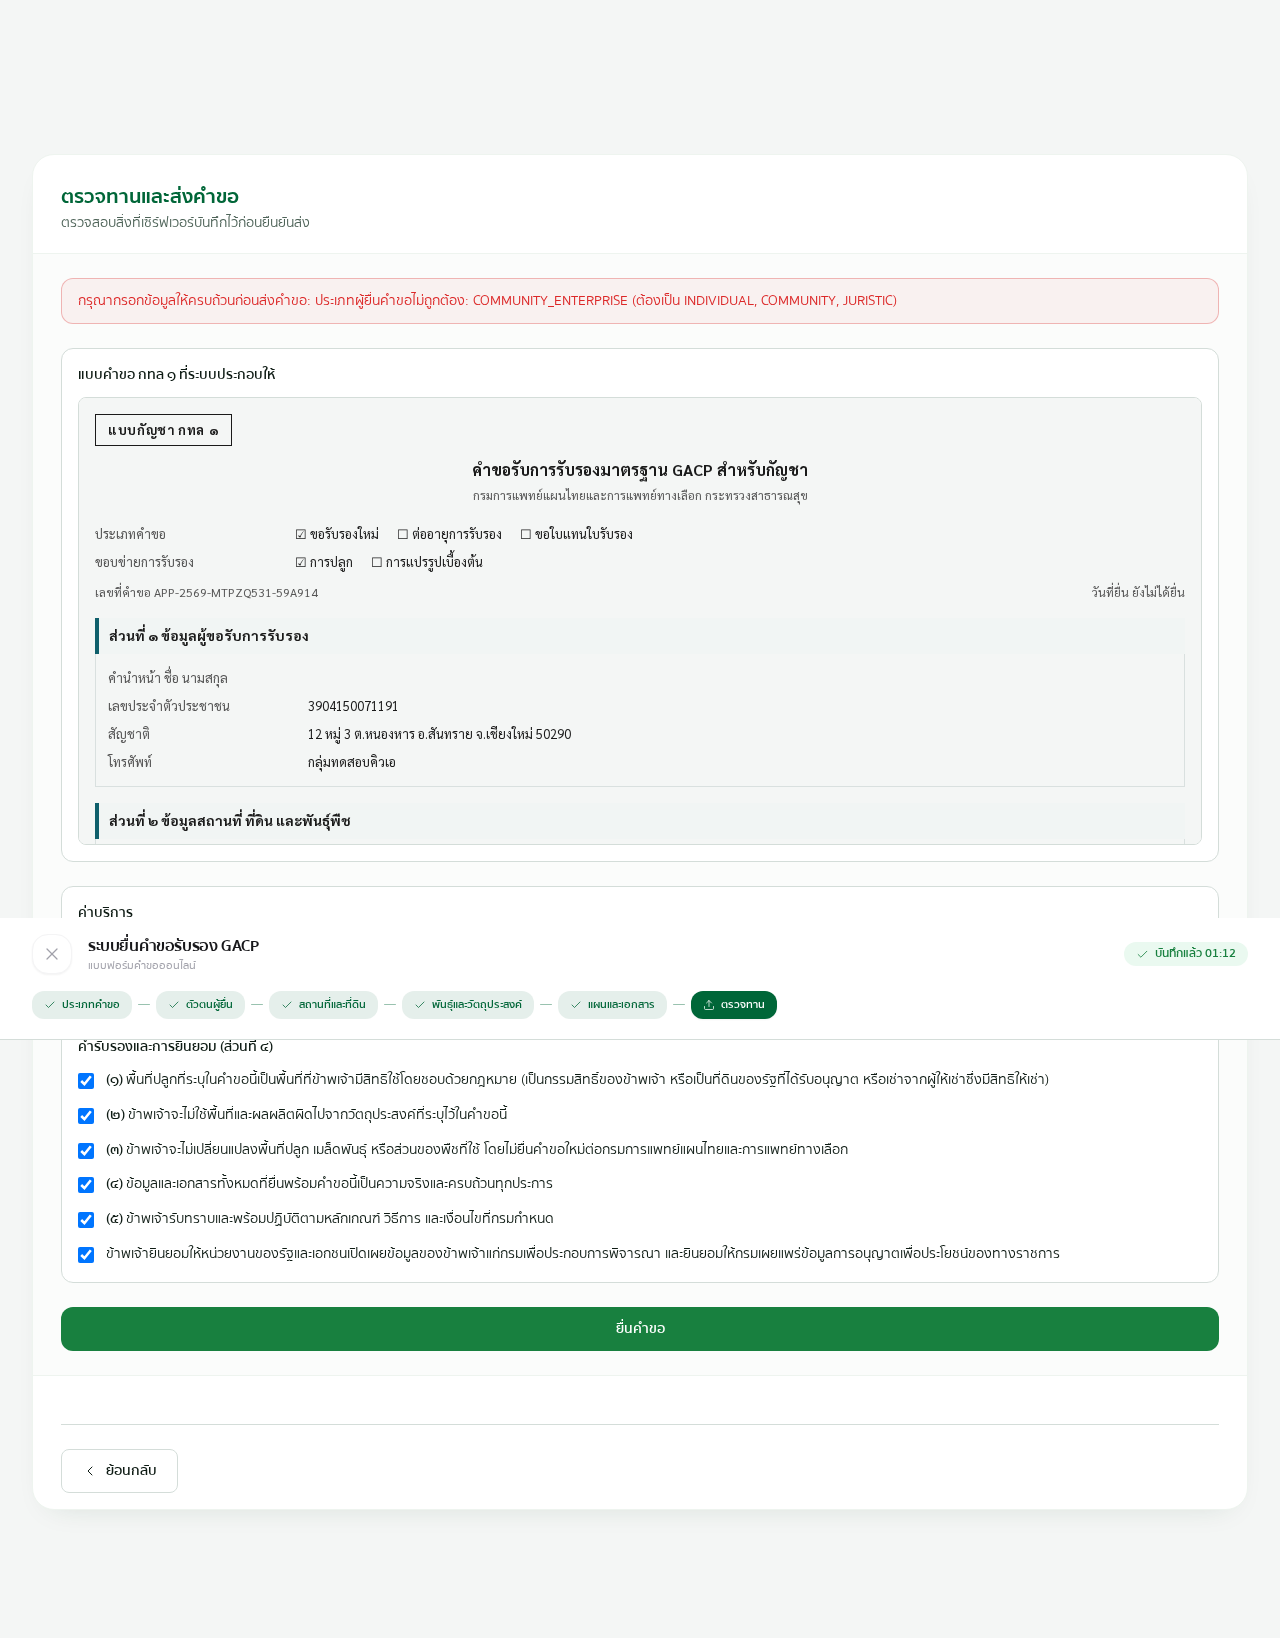 ตรวจทานและส่งคำขอ
ตรวจสอบสิ่งที่เซิร์ฟเวอร์บันทึกไว้ก่อนยืนยันส่ง
กรุณากรอกข้อมูลให้ครบถ้วนก่อนส่งคำขอ: ประเภทผู้ยื่นคำขอไม่ถูกต้อง: COMMUNITY_ENTERPRISE (ต้องเป็น INDIVIDUAL, COMMUNITY, JURISTIC)
แบบคำขอ กทล ๑ ที่ระบบประกอบให้
แบบกัญชา กทล ๑
คำขอรับการรับรองมาตรฐาน GACP สำหรับกัญชา
กรมการแพทย์แผนไทยและการแพทย์ทางเลือก กระทรวงสาธารณสุข
ประเภทคำขอ ☑ ขอรับรองใหม่ ☐ ต่ออายุการรับรอง ☐ ขอใบแทนใบรับรอง
ขอบข่ายการรับรอง ☑ การปลูก ☐ การแปรรูปเบื้องต้น
เลขที่คำขอ APP-2569-MTPZQ531-59A914 วันที่ยื่น ยังไม่ได้ยื่น
ส่วนที่ ๑ ข้อมูลผู้ขอรับการรับรอง
คำนำหน้า ชื่อ นามสกุล
เลขประจำตัวประชาชน 3904150071191
สัญชาติ 12 หมู่ 3 ต.หนองหาร อ.สันทราย จ.เชียงใหม่ 50290
โทรศัพท์ กลุ่มทดสอบคิวเอ
ส่วนที่ ๒ ข้อมูลสถานที่ ที่ดิน และพันธุ์พืช
ค่าบริการ
ระบบยื่นคำขอรับรอง GACP
แบบฟอร์มคำขอออนไลน์
บันทึกแล้ว 01:12
ประเภทคำขอ ตัวตนผู้ยื่น สถานที่และที่ดิน พันธุ์และวัตถุประสงค์ แผนและเอกสาร ตรวจทาน
คำรับรองและการยินยอม (ส่วนที่ ๔)
(๑) พื้นที่ปลูกที่ระบุในคำขอนี้เป็นพื้นที่ที่ข้าพเจ้ามีสิทธิใช้โดยชอบด้วยกฎหมาย (เป็นกรรมสิทธิ์ของข้าพเจ้า หรือเป็นที่ดินของรัฐที่ได้รับอนุญาต หรือเช่าจากผู้ให้เช่าซึ่งมีสิทธิให้เช่า)
(๒) ข้าพเจ้าจะไม่ใช้พื้นที่และผลผลิตผิดไปจากวัตถุประสงค์ที่ระบุไว้ในคำขอนี้
(๓) ข้าพเจ้าจะไม่เปลี่ยนแปลงพื้นที่ปลูก เมล็ดพันธุ์ หรือส่วนของพืชที่ใช้ โดยไม่ยื่นคำขอใหม่ต่อกรมการแพทย์แผนไทยและการแพทย์ทางเลือก
(๔) ข้อมูลและเอกสารทั้งหมดที่ยื่นพร้อมคำขอนี้เป็นความจริงและครบถ้วนทุกประการ
(๕) ข้าพเจ้ารับทราบและพร้อมปฏิบัติตามหลักเกณฑ์ วิธีการ และเงื่อนไขที่กรมกำหนด
ข้าพเจ้ายินยอมให้หน่วยงานของรัฐและเอกชนเปิดเผยข้อมูลของข้าพเจ้าแก่กรมเพื่อประกอบการพิจารณา และยินยอมให้กรมเผยแพร่ข้อมูลการอนุญาตเพื่อประโยชน์ของทางราชการ
ยื่นคำขอ
ย้อนกลับ